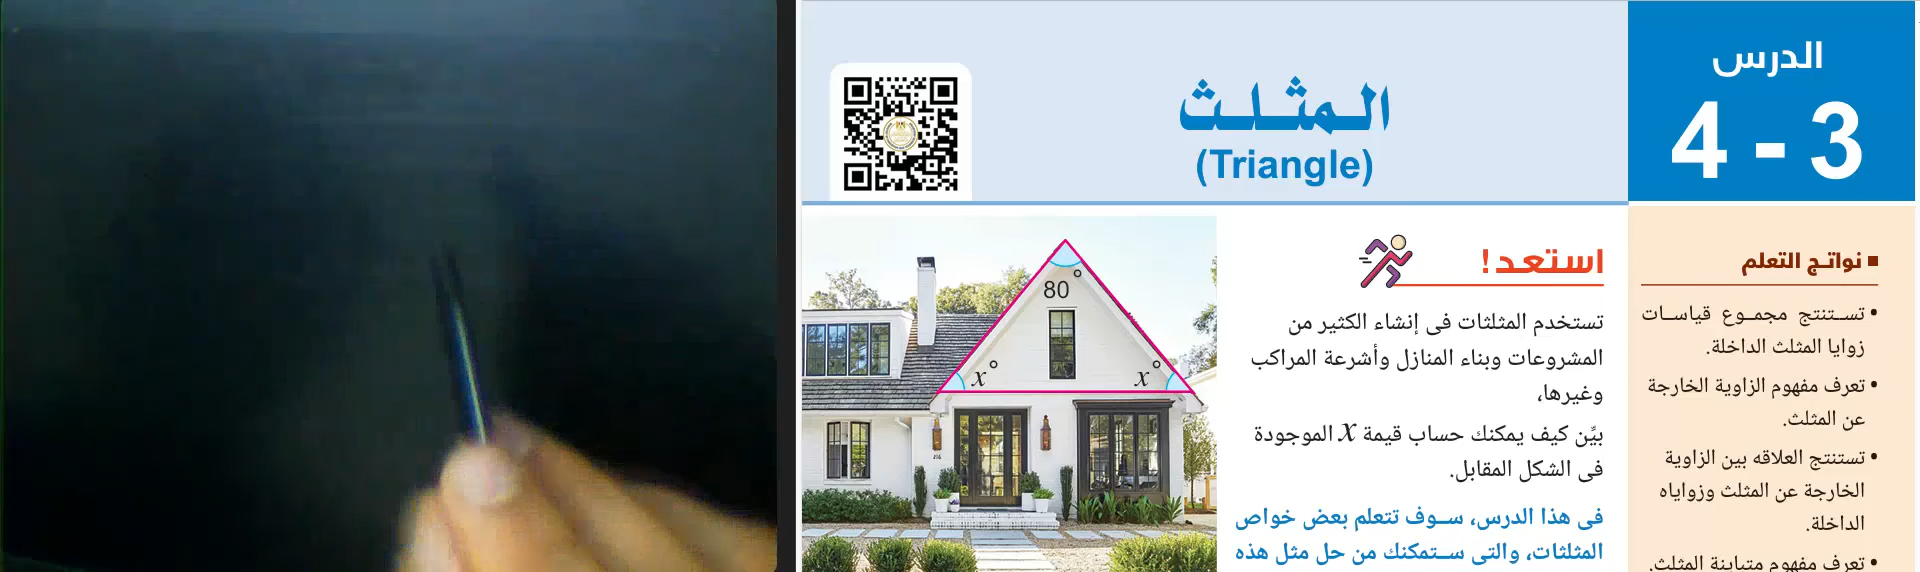 الدرس
4 - 3
المثلث
(Triangle)
استعد!
تستخدم المثلثات فى إنشاء الكثير من
المشروعات وبناء المنازل وأشرعة المراكب
وغيرها،
بيِّن كيف يمكنك حساب قيمة x الموجودة
فى الشكل المقابل.
فى هذا الدرس، سوف تتعلم بعض خواص
المثلثات، والتى ستمكنك من حل مثل هذه
80°
x°
x°
نواتج التعلم
• تستنتج مجموع قياسات
زوايا المثلث الداخلة.
• تعرف مفهوم الزاوية الخارجة
عن المثلث.
• تستنتج العلاقه بين الزاوية
الخارجة عن المثلث وزواياه
الداخلة.
• تعرف مفهوم متباينة المثلث.